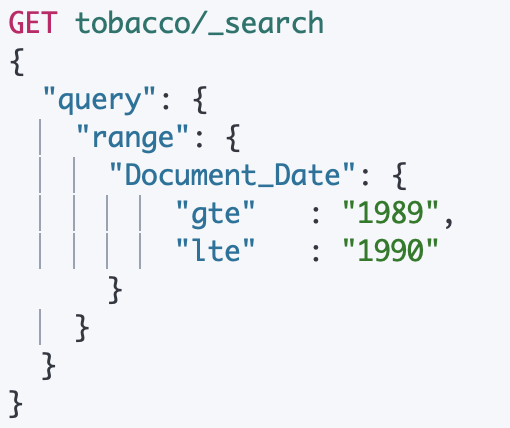 GET tobacco/_search
{
  "query": {
    "range": {
      "Document_Date": {
          "gte"   : "1989",
          "lte"   : "1990"
      }
    }
  }
}